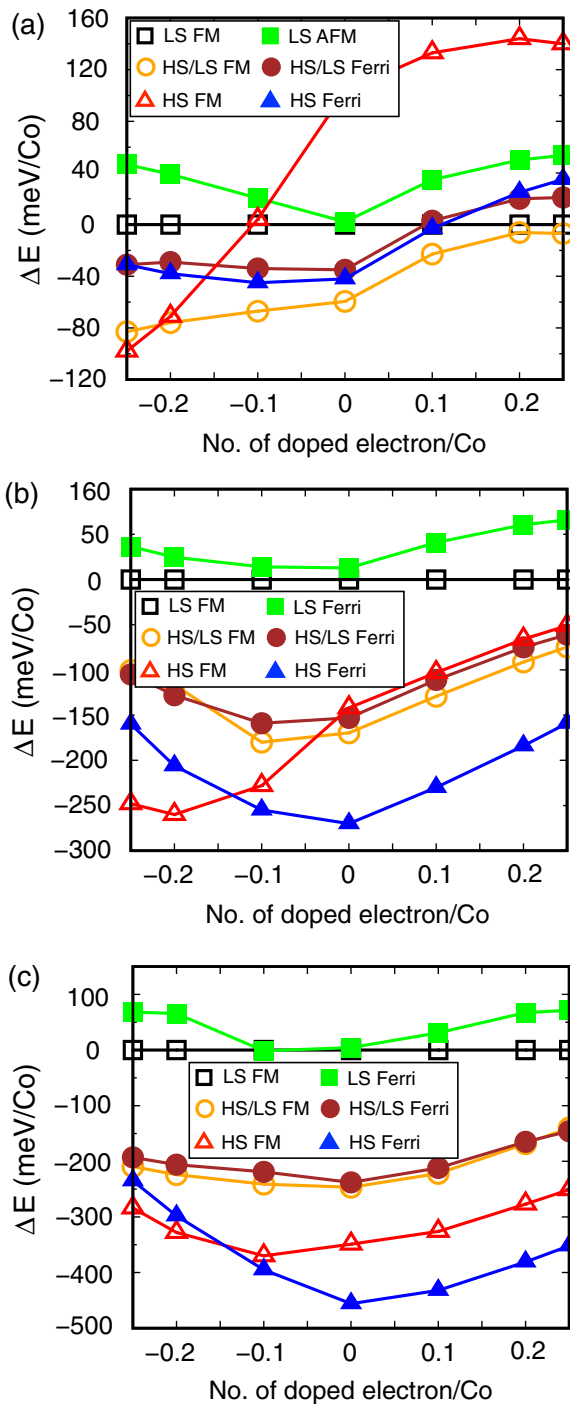 (a)
160
120
80
40
0
−40
−80
−120
ΔE (meV/Co)
LS FM
LS AFM
HS/LS FM
HS/LS Ferri
HS FM
HS Ferri
−0.2
−0.1
0
0.1
0.2
No. of doped electron/Co
(b)
160
50
0
−50
−100
−150
−200
−250
−300
ΔE (meV/Co)
LS FM
LS Ferri
HS/LS FM
HS/LS Ferri
HS FM
HS Ferri
−0.2
−0.1
0
0.1
0.2
No. of doped electron/Co
(c)
100
0
−100
−200
−300
−400
−500
ΔE (meV/Co)
LS FM
LS Ferri
HS/LS FM
HS/LS Ferri
HS FM
HS Ferri
−0.2
−0.1
0
0.1
0.2
No. of doped electron/Co